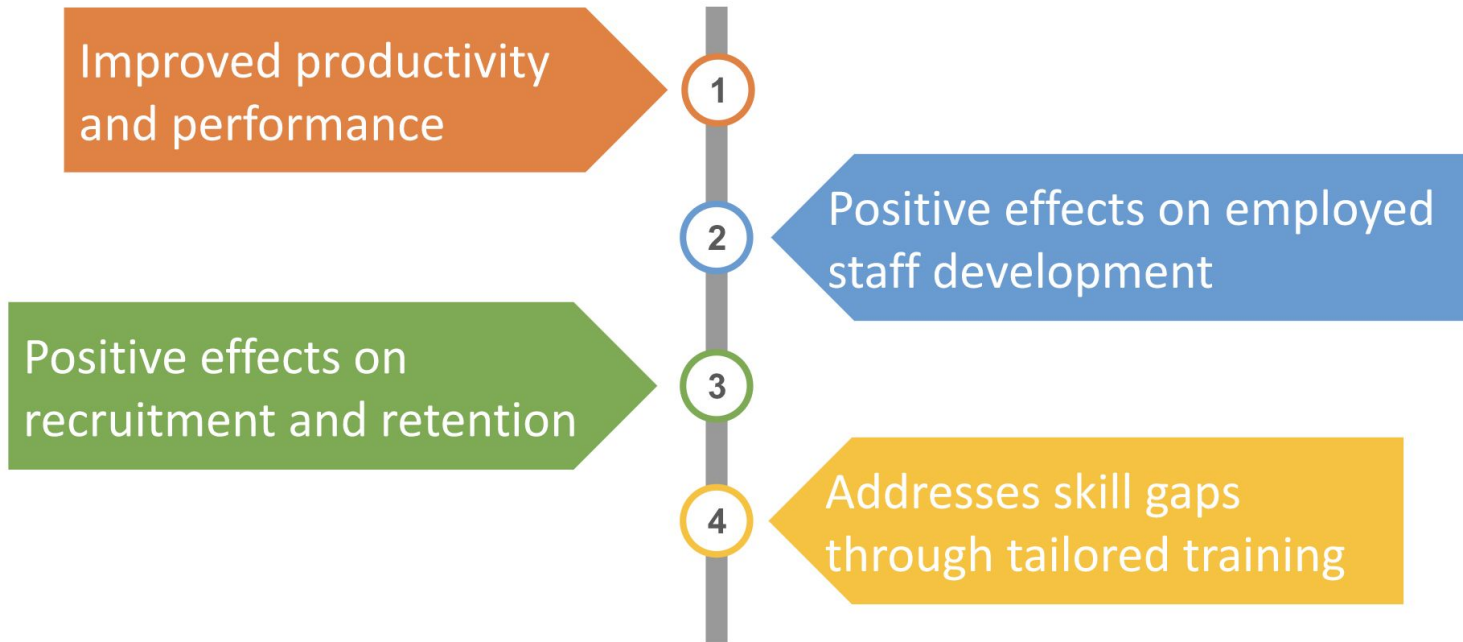 Improved productivity
and performance
1
2
Positive effects on employed
staff development
Positive effects on
recruitment and retention
3
4
Addresses skill gaps
through tailored training